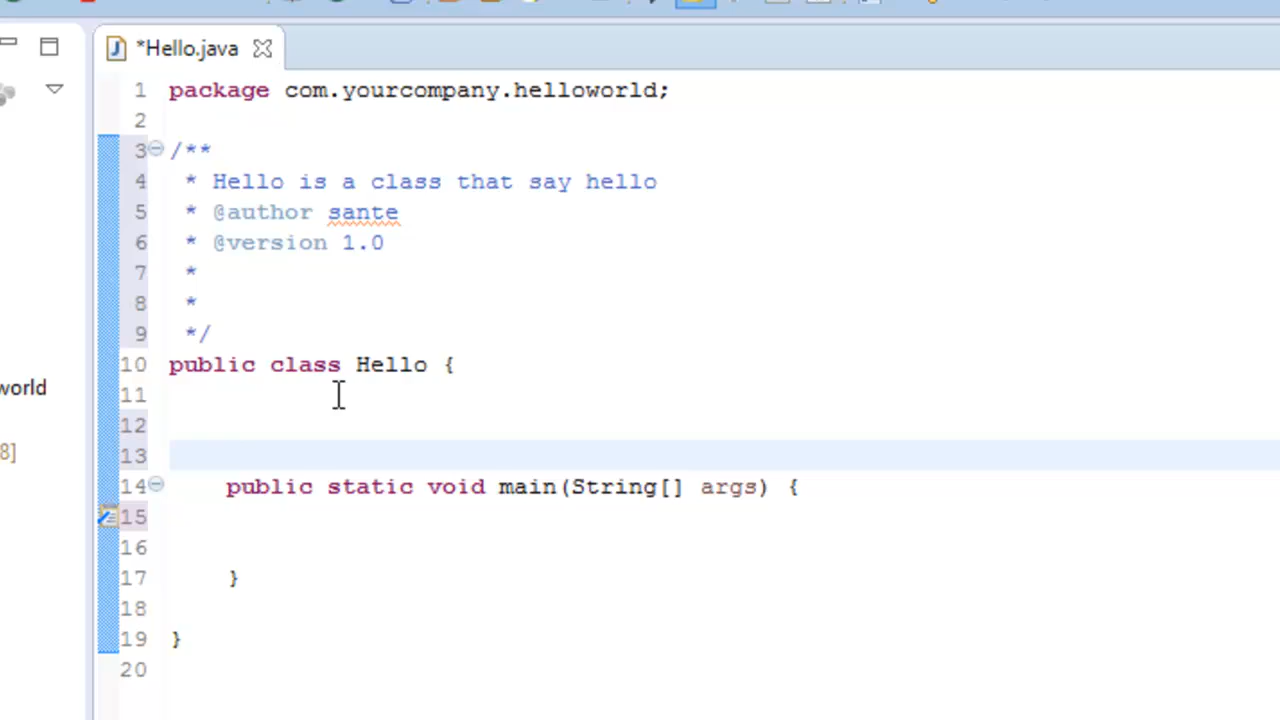 *Hello.java
1 package com.yourcompany.helloworld;
2
3 /**
4 * Hello is a class that say hello
5 * @author sante
6 * @version 1.0
7 *
8 *
9 */
10 public class Hello {
11
12
13
14 public static void main(String[] args) {
15
16
17 }
18
19 }
20
world
8]